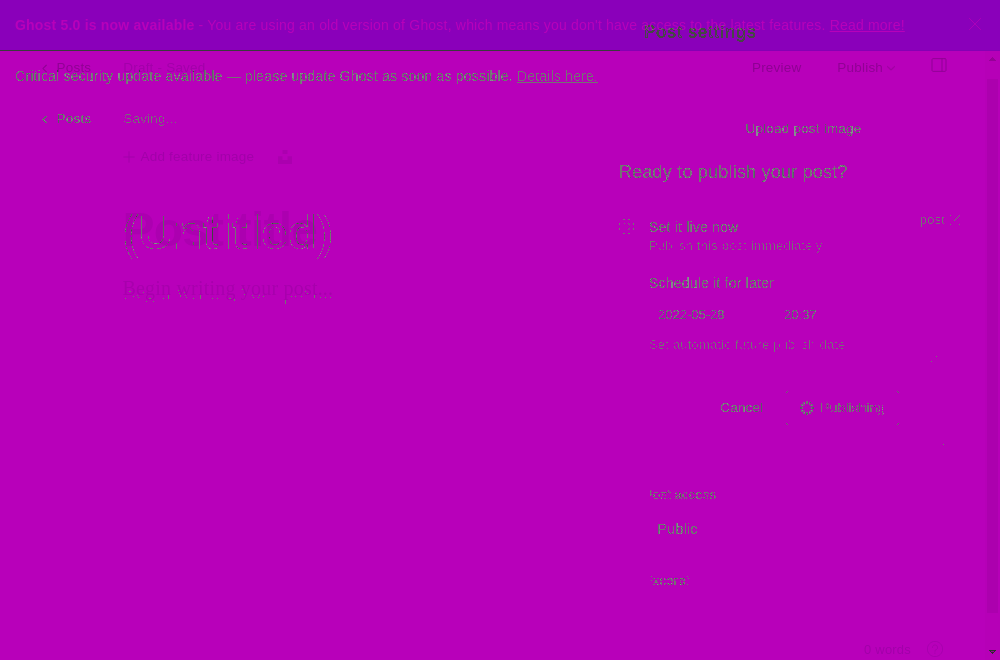 Ghost 5.0 is now available - You are using an old version of Ghost, which means you don't have access to the latest features. Read more!
Post settings
Posts
Preview
Publish
Critical security update available — please update Ghost as soon as possible. Details here.
Posts
Saving...
Upload post image
Add feature image
Ready to publish your post?
post
(Untitled)
Set it live now
Publish this post immediately
Begin writing your post...
Schedule it for later
2022-05-28
20:37
Set automatic future publish date
Cancel
Publishing
Post access
Public
Excerpt
0 words